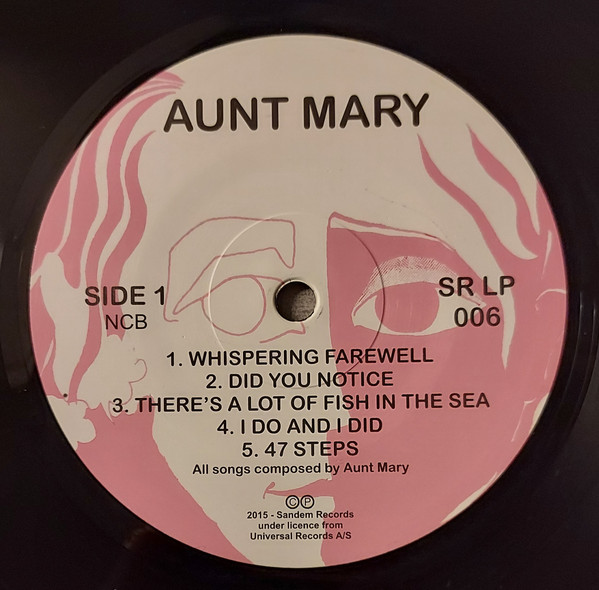 AUNT MARY
SIDE 1
NCB
SR LP
006
1. WHISPERING FAREWELL
2. DID YOU NOTICE
3. THERE'S A LOT OF FISH IN THE SEA
4. I DO AND I DID
5. 47 STEPS
All songs composed by Aunt Mary
©℗
2015 - Sandem Records
under licence from
Universal Records A/S